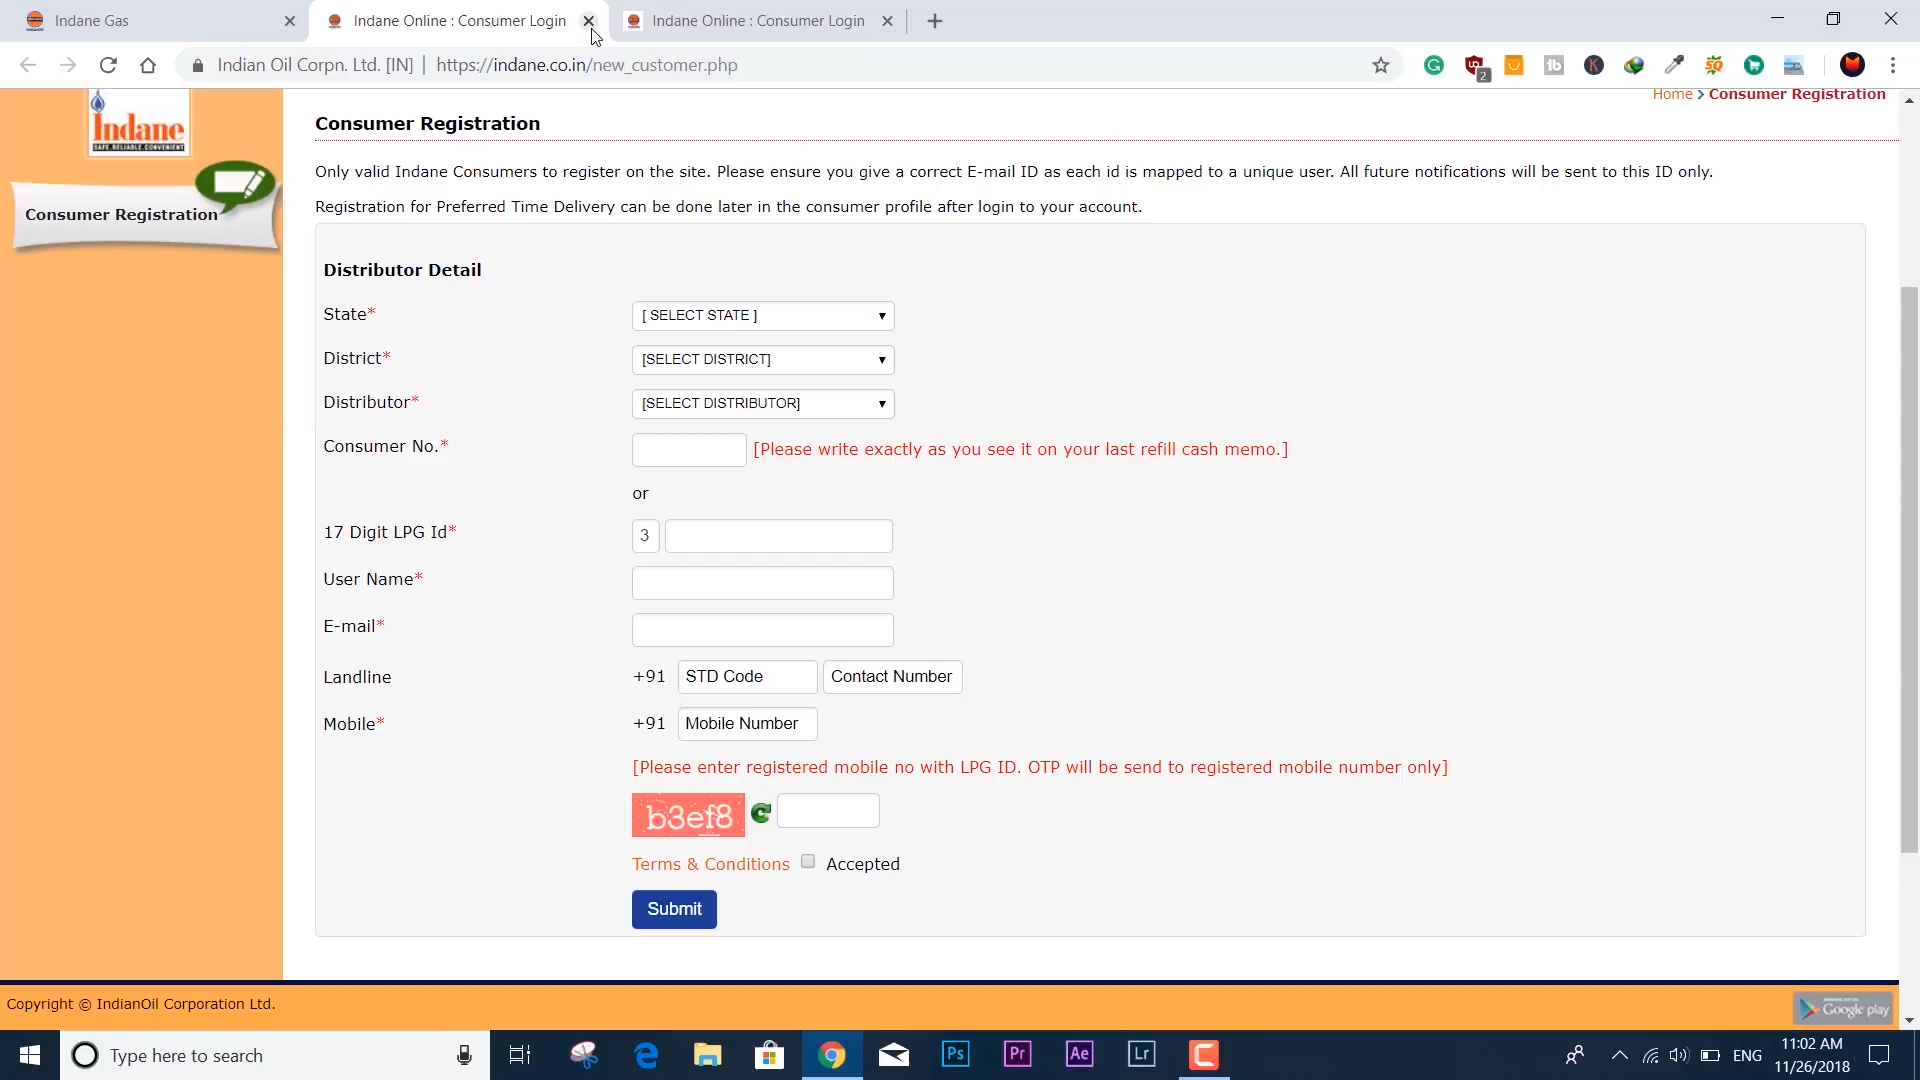 Indane Gas
Indane Online : Consumer Login
Indane Online : Consumer Login
Indian Oil Corpn. Ltd. [IN] | https://indane.co.in/new_customer.php
2
Indane
SAFE. RELIABLE. CONVENIENT
Consumer Registration
Home > Consumer Registration
Consumer Registration
Only valid Indane Consumers to register on the site. Please ensure you give a correct E-mail ID as each id is mapped to a unique user. All future notifications will be sent to this ID only.
Registration for Preferred Time Delivery can be done later in the consumer profile after login to your account.
Distributor Detail
State* [ SELECT STATE ]
District* [SELECT DISTRICT]
Distributor* [SELECT DISTRIBUTOR]
Consumer No.* [Please write exactly as you see it on your last refill cash memo.]
or
17 Digit LPG Id* 3
User Name*
E-mail*
Landline +91 STD Code Contact Number
Mobile* +91 Mobile Number
[Please enter registered mobile no with LPG ID. OTP will be send to registered mobile number only]
b3ef8
Terms & Conditions Accepted
Submit
Copyright © IndianOil Corporation Ltd.
Google play
Type here to search
Ps Pr Ae Lr
ENG
11:02 AM
11/26/2018